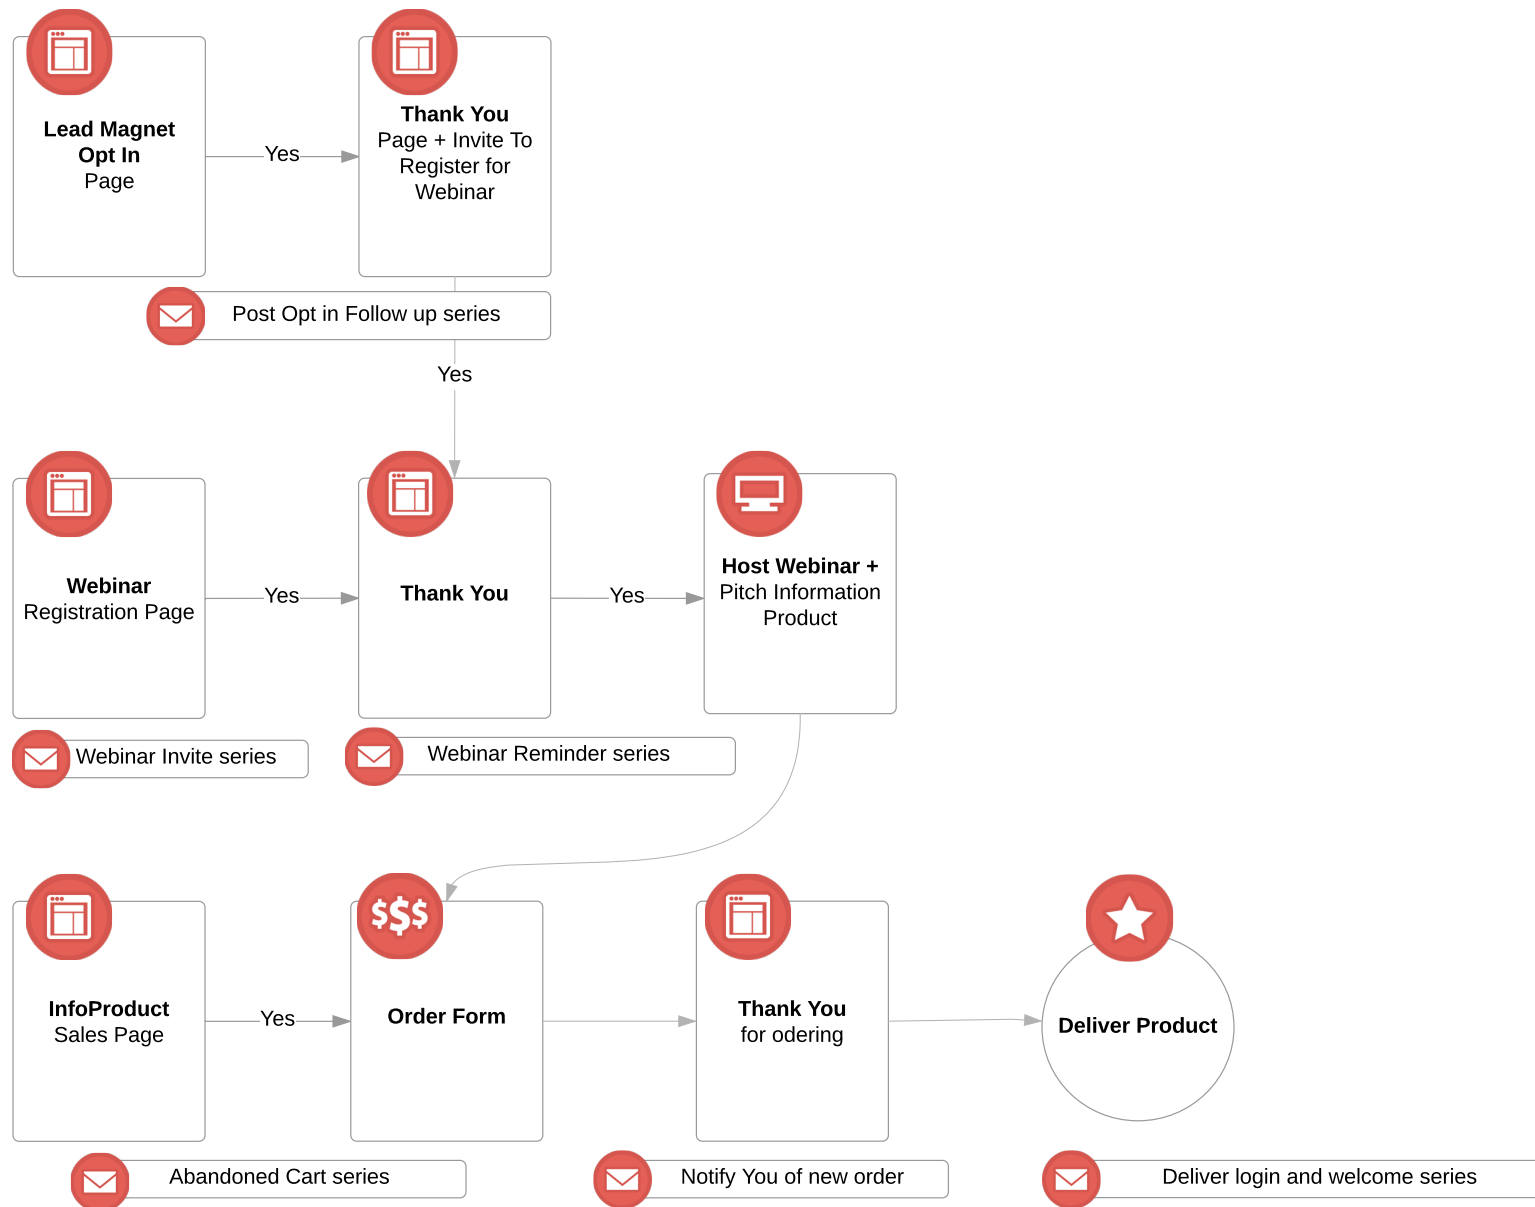 Lead Magnet
Opt In
Page
Yes
Thank You
Page + Invite To
Register for
Webinar
Post Opt in Follow up series
Yes
Webinar
Registration Page
Yes
Thank You
Yes
Host Webinar +
Pitch Information
Product
Webinar Invite series
Webinar Reminder series
InfoProduct
Sales Page
Yes
$$$
Order Form
Thank You
for odering
Deliver Product
Abandoned Cart series
Notify You of new order
Deliver login and welcome series